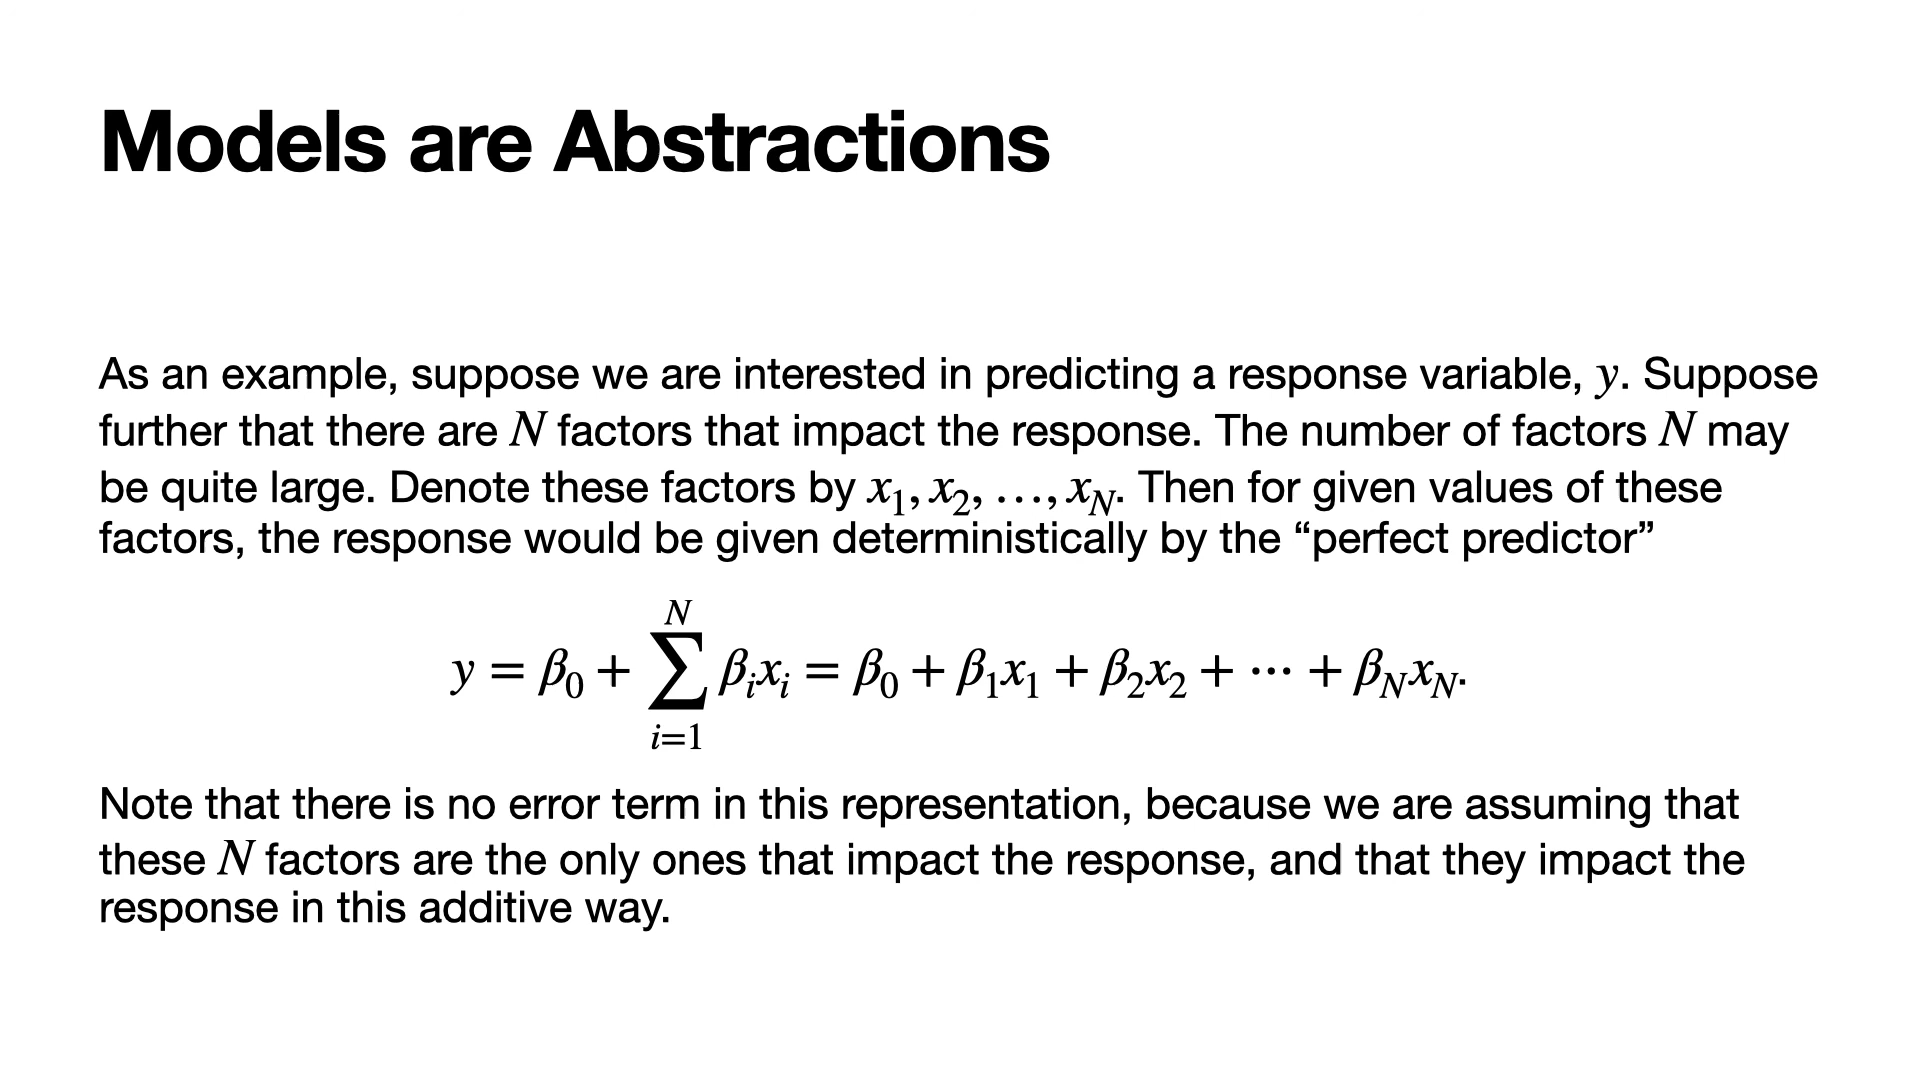 Models are Abstractions
As an example, suppose we are interested in predicting a response variable, y. Suppose
further that there are N factors that impact the response. The number of factors N may
be quite large. Denote these factors by x₁, x₂, …, x_N. Then for given values of these
factors, the response would be given deterministically by the “perfect predictor”
y = β₀ + ∑_{i=1}^{N} βᵢxᵢ = β₀ + β₁x₁ + β₂x₂ + ⋯ + β_N x_N.
Note that there is no error term in this representation, because we are assuming that
these N factors are the only ones that impact the response, and that they impact the
response in this additive way.